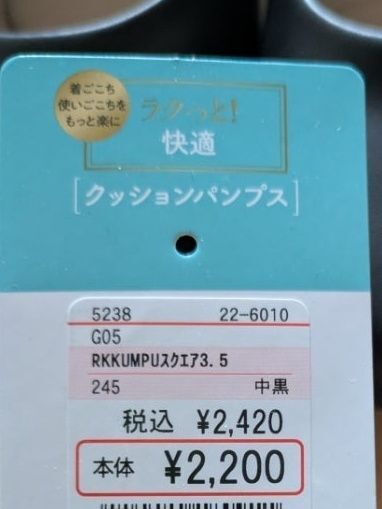 着ごこち
使いごこちを
もっと楽に
ラクっと!
快適
[クッションパンプス]
5238 22-6010
G05
RKKUMPUスクエア3.5
245 中黒
税込 ¥2,420
本体 ¥2,200